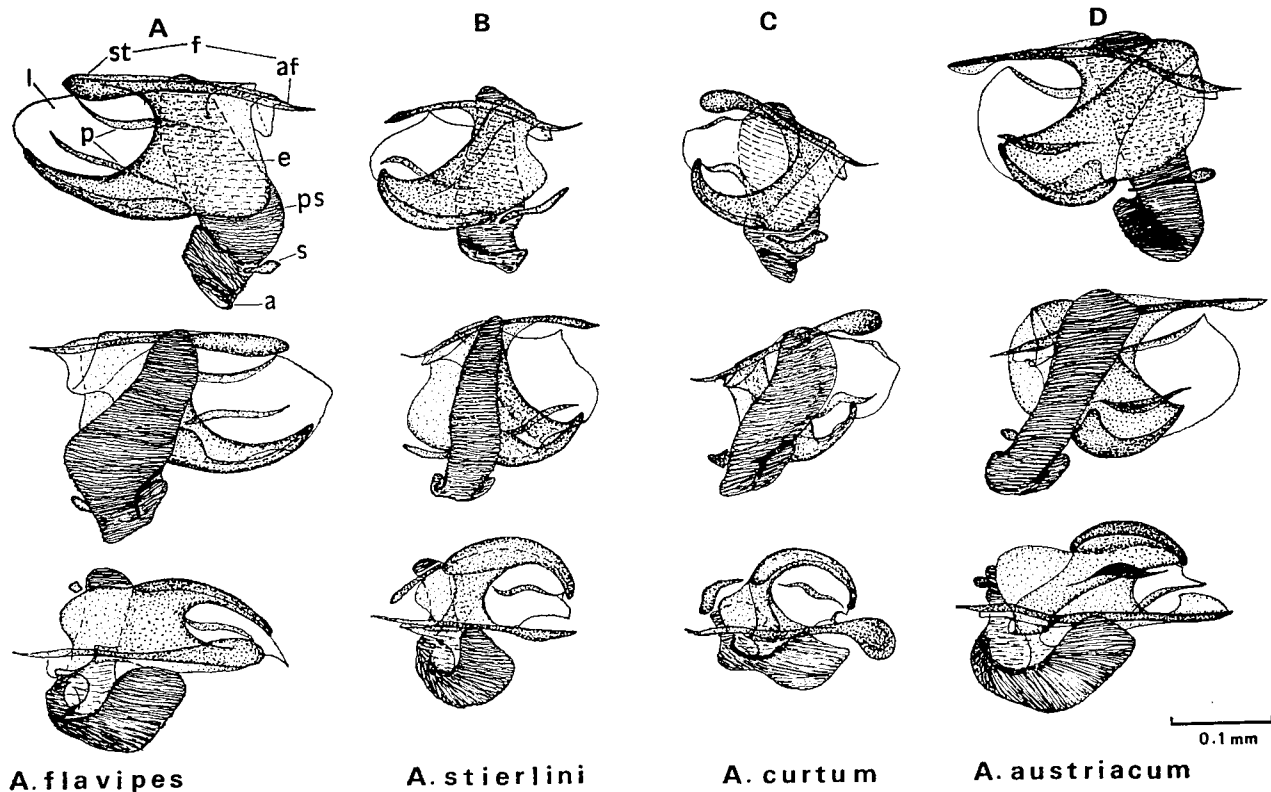 A B C D
st f
l af
p
e
ps
s
a
0.1 mm
A. flavipes A. stierlini A. curtum A. austriacum